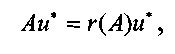 Au* = r(A)u*,